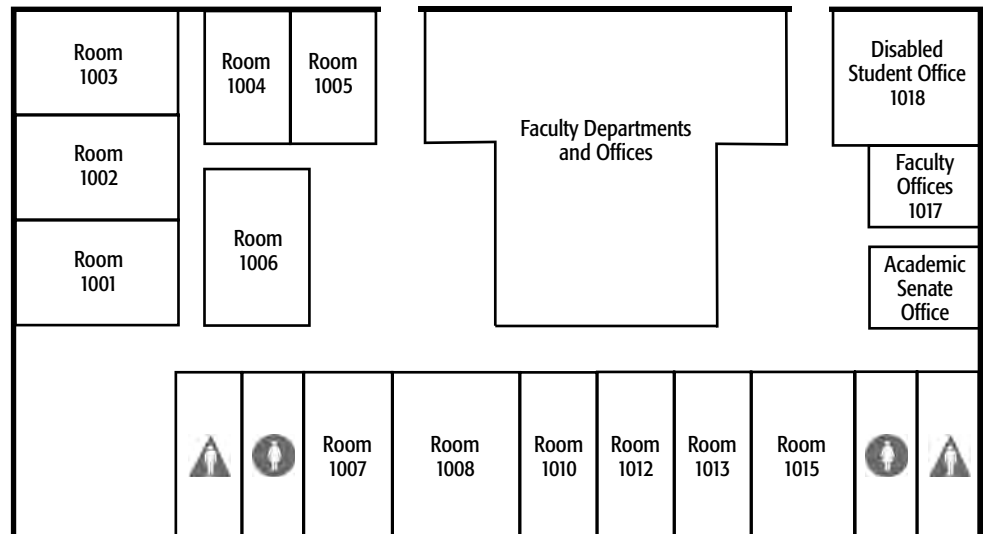 Room
1003
Room
1004
Room
1005
Disabled
Student Office
1018
Faculty Departments
and Offices
Room
1002
Faculty
Offices
1017
Room
1006
Room
1001
Academic
Senate
Office
Room
1007
Room
1008
Room
1010
Room
1012
Room
1013
Room
1015